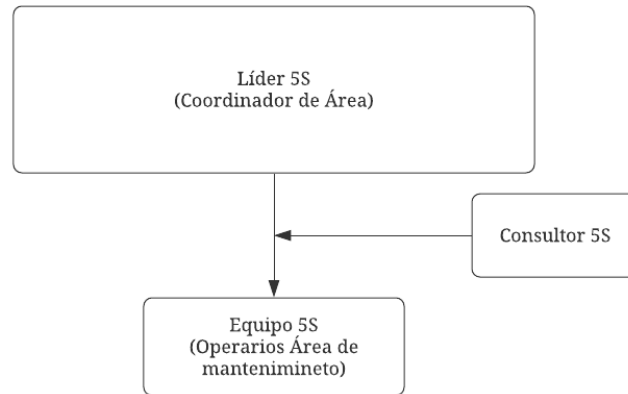 Líder 5S
(Coordinador de Área)
Consultor 5S
Equipo 5S
(Operarios Área de
mantenimineto)